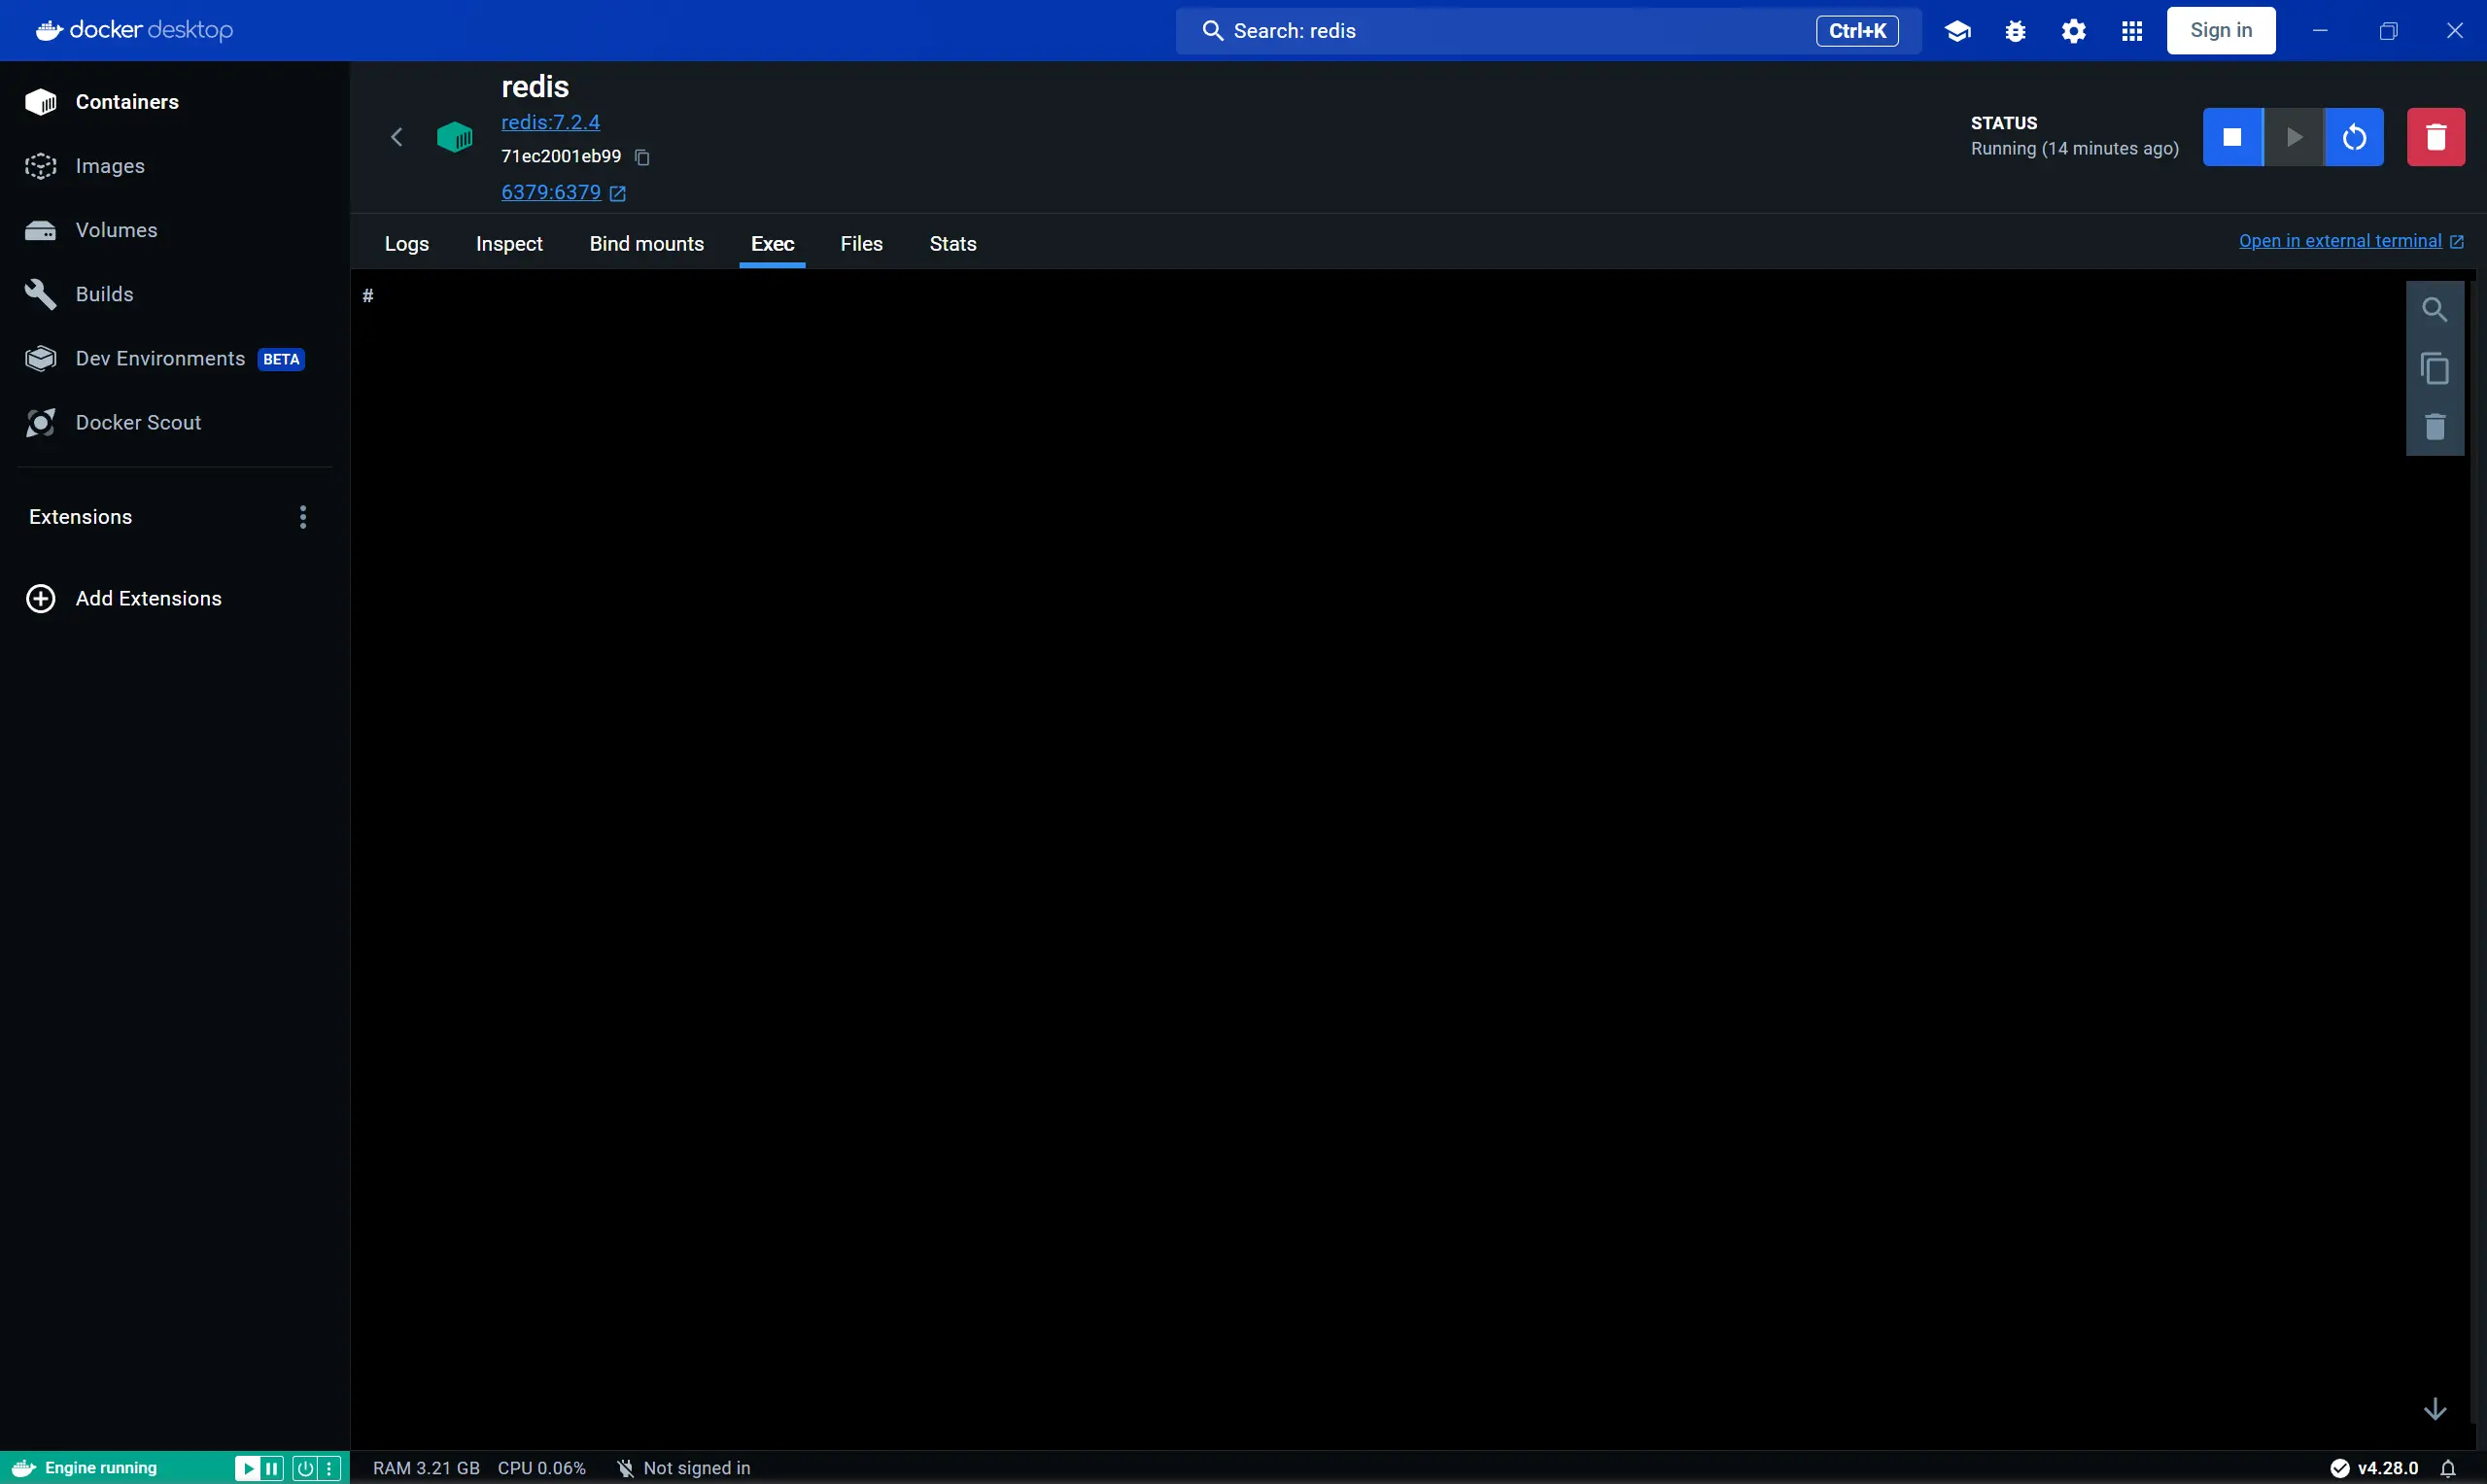 docker desktop
Search: redis
Ctrl+K
Sign in
Containers
Images
Volumes
Builds
Dev Environments BETA
Docker Scout
Extensions
Add Extensions
redis
redis:7.2.4
71ec2001eb99
6379:6379
STATUS
Running (14 minutes ago)
Logs
Inspect
Bind mounts
Exec
Files
Stats
Open in external terminal
#
Engine running
RAM 3.21 GB
CPU 0.06%
Not signed in
v4.28.0